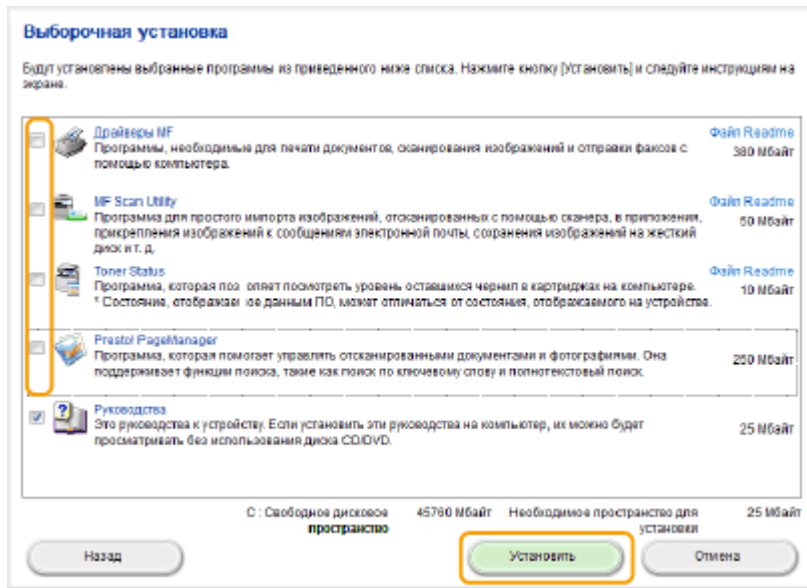 Выборочная установка
Будут установлены выбранные программы из приведенного ниже списка. Нажмите кнопку [Установить] и следуйте инструкциям на
экране.
Драйверы MF
Файл Readme
Программы, необходимые для печати документов, сканирования изображений и отправки факсов с
380 Мбайт
помощью компьютера.
MF Scan Utility
Файл Readme
Программа для простого импорта изображений, отсканированных с помощью сканера, в приложения,
50 Мбайт
прикрепления изображений к сообщениям электронной почты, сохранения изображений на жесткий
диск и т. д.
Toner Status
Файл Readme
Программа, которая поз оляет посмотреть уровень оставшихся чернил в картриджах на компьютере.
10 Мбайт
* Состояние, отображаем ое данным ПО, может отличаться от состояния, отображаемого на устройстве.
Presto! PageManager
Программа, которая помогает управлять отсканированными документами и фотографиями. Она
250 Мбайт
поддерживает функции поиска, такие как поиск по ключевому слову и полнотекстовый поиск.
Руководства
Это руководства к устройству. Если установить эти руководства на компьютер, их можно будет
25 Мбайт
просматривать без использования диска CD/DVD.
C : Свободное дисковое 45760 Мбайт Необходимое пространство для 25 Мбайт
пространство установки
Назад Установить Отмена